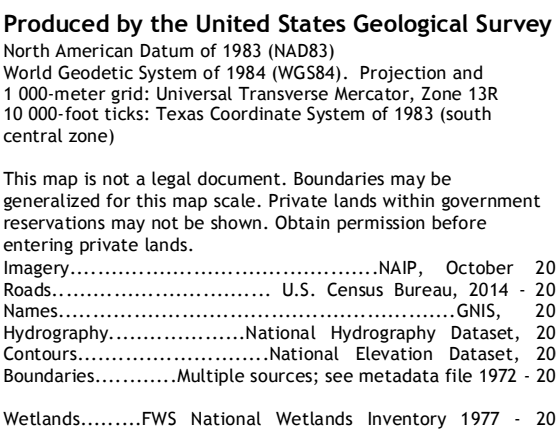 Produced by the United States Geological Survey
North American Datum of 1983 (NAD83)
World Geodetic System of 1984 (WGS84). Projection and
1 000-meter grid: Universal Transverse Mercator, Zone 13R
10 000-foot ticks: Texas Coordinate System of 1983 (south
central zone)
This map is not a legal document. Boundaries may be
generalized for this map scale. Private lands within government
reservations may not be shown. Obtain permission before
entering private lands.
Imagery.............................................NAIP, October 20
Roads................................ U.S. Census Bureau, 2014 - 20
Names..........................................................GNIS, 20
Hydrography....................National Hydrography Dataset, 20
Contours............................National Elevation Dataset, 20
Boundaries............Multiple sources; see metadata file 1972 - 20
Wetlands.........FWS National Wetlands Inventory 1977 - 20